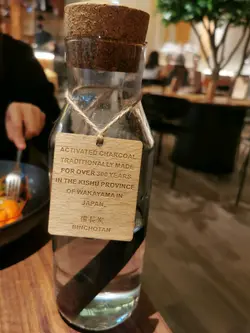 ACTIVATED CHARCOAL
TRADITIONALLY MADE
FOR OVER 300 YEARS
IN THE KISHU PROVINCE
OF WAKAYAMA IN
JAPAN.
備長炭
BINCHOTAN